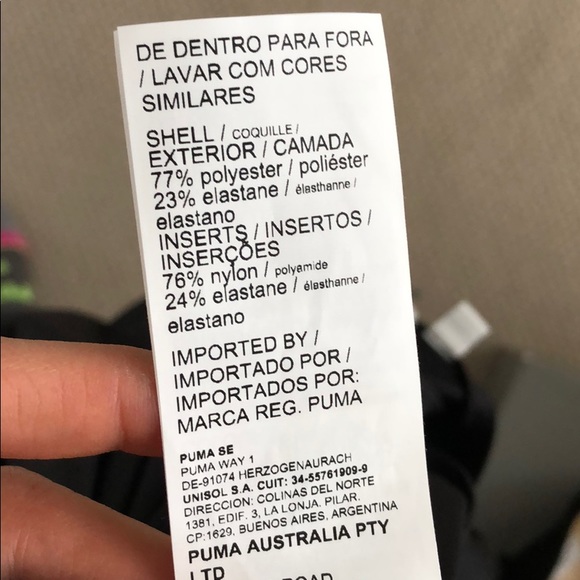 DE DENTRO PARA FORA
/ LAVAR COM CORES
SIMILARES
SHELL / COQUILLE /
EXTERIOR / CAMADA
77% polyester / poliéster
23% elastane / élasthanne /
elastano
INSERTS / INSERTOS /
INSERÇÕES
76% nylon / polyamide
24% elastane / élasthanne /
elastano
IMPORTED BY /
IMPORTADO POR /
IMPORTADOS POR:
MARCA REG. PUMA
PUMA SE
PUMA WAY 1
DE-91074 HERZOGENAURACH
UNISOL S.A. CUIT: 34-55761909-9
DIRECCION: COLINAS DEL NORTE
1381, EDIF. 3, LA LONJA, PILAR.
CP:1629, BUENOS AIRES, ARGENTINA
PUMA AUSTRALIA PTY
LTD
ROAD